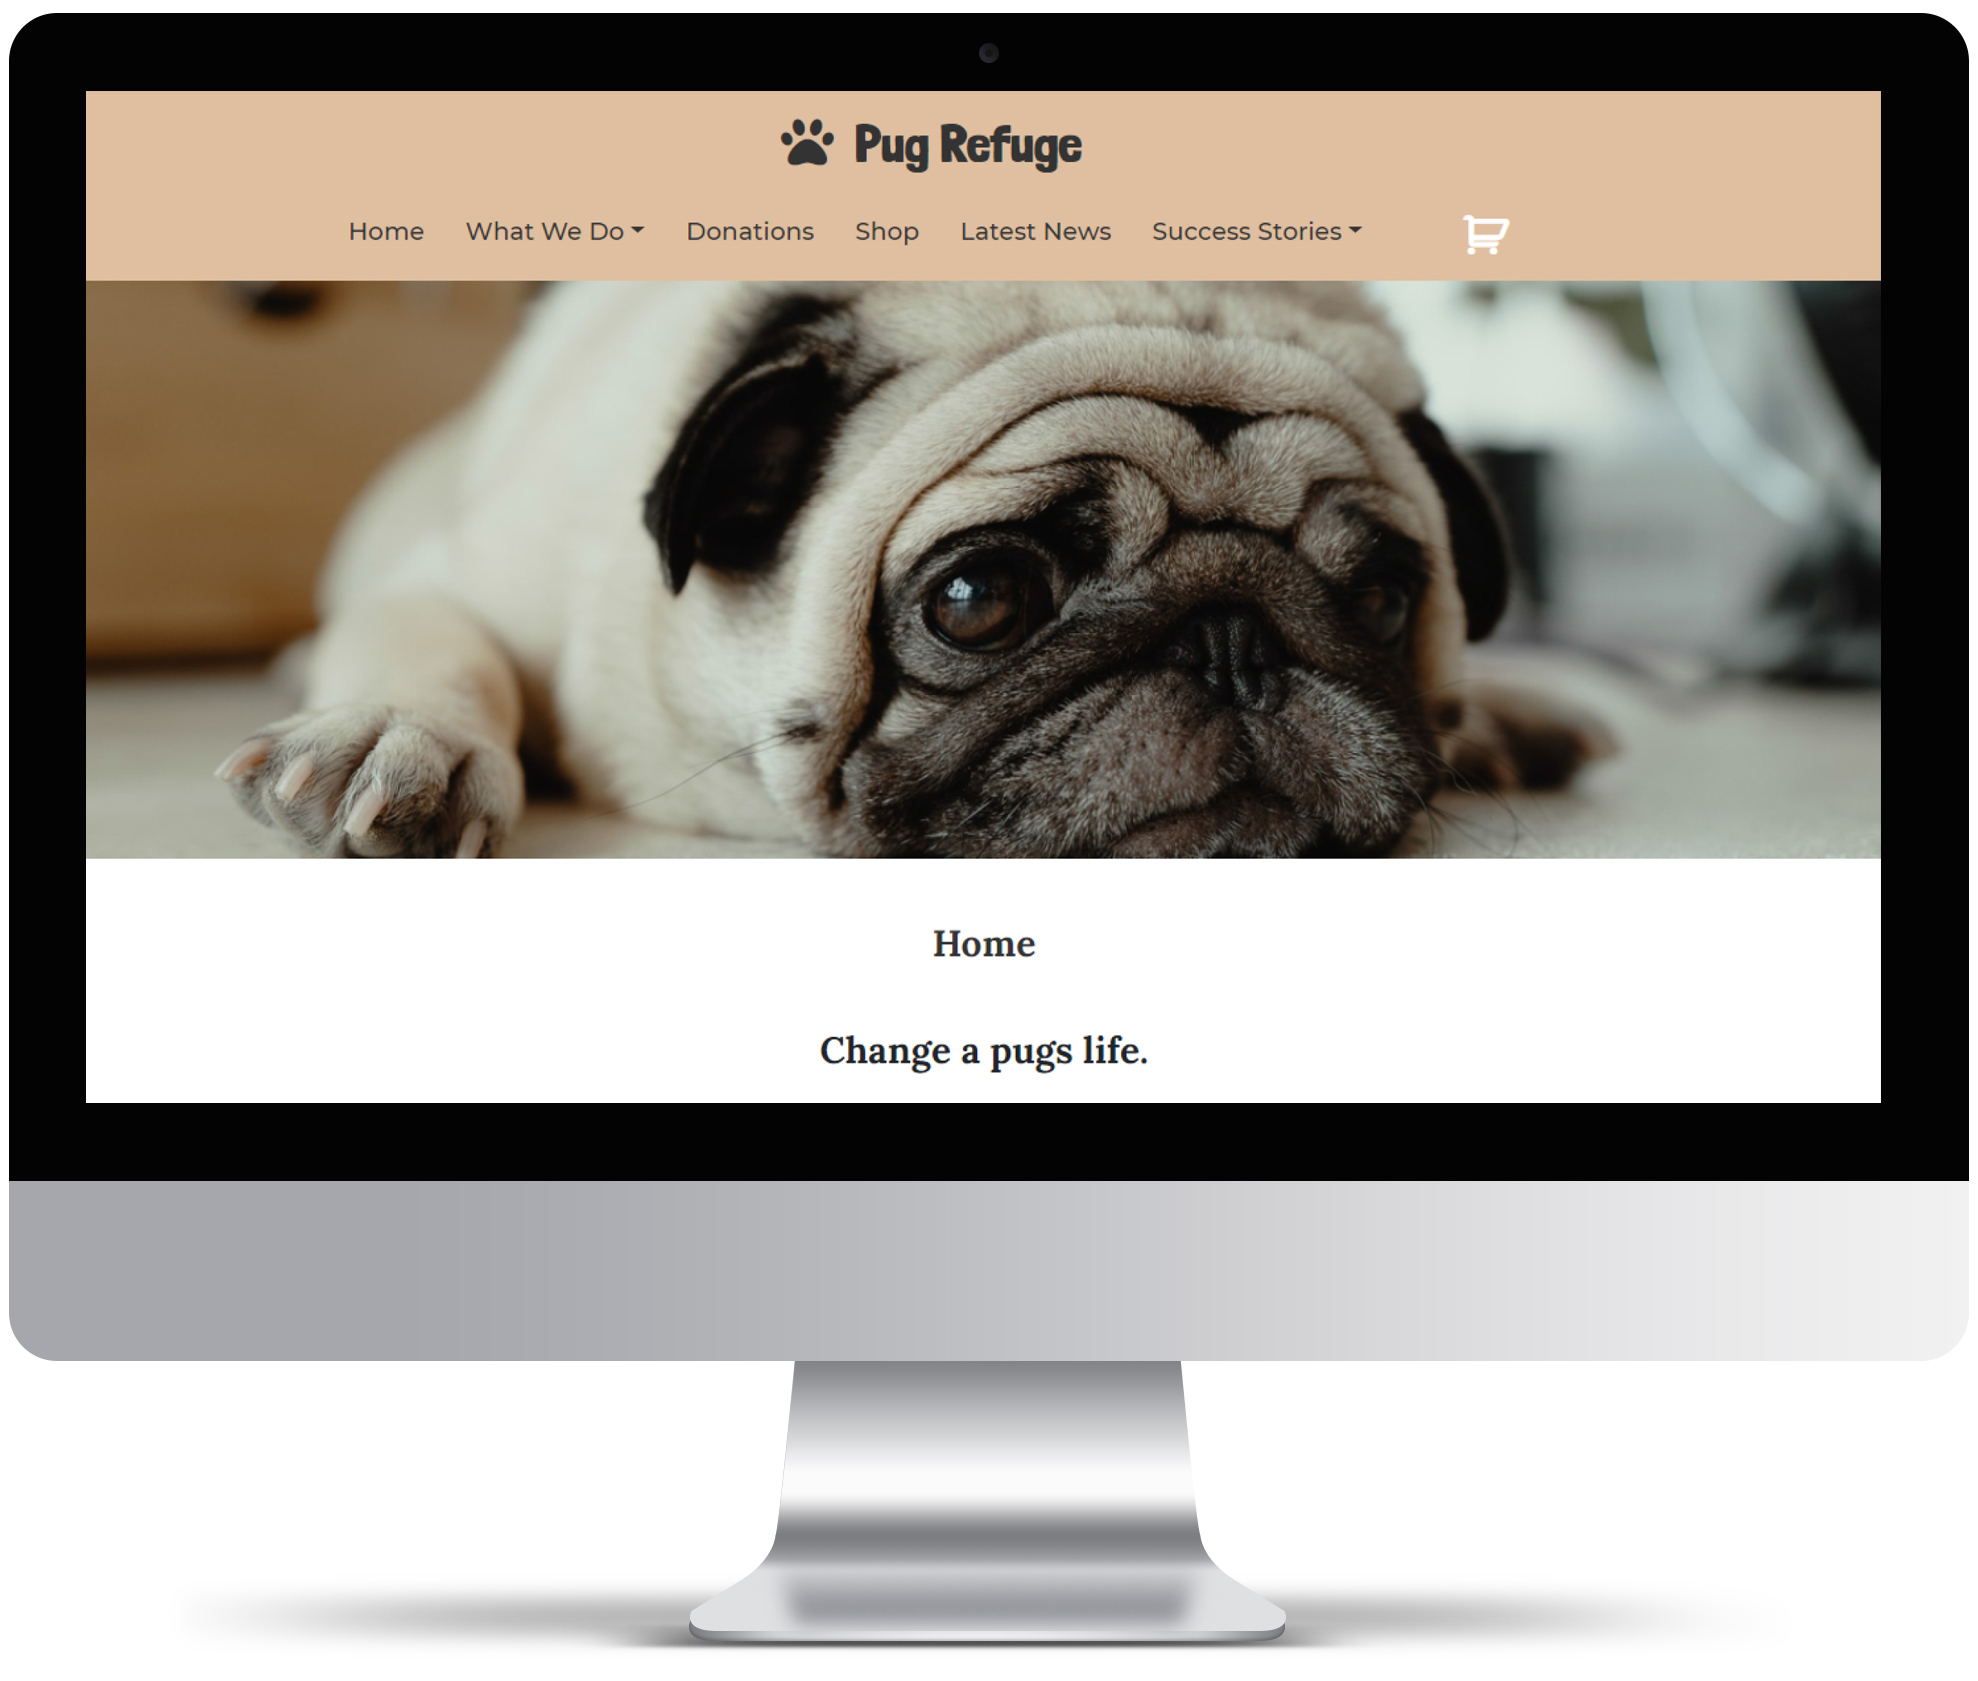 Pug Refuge
Home What We Do Donations Shop Latest News Success Stories
Home
Change a pugs life.